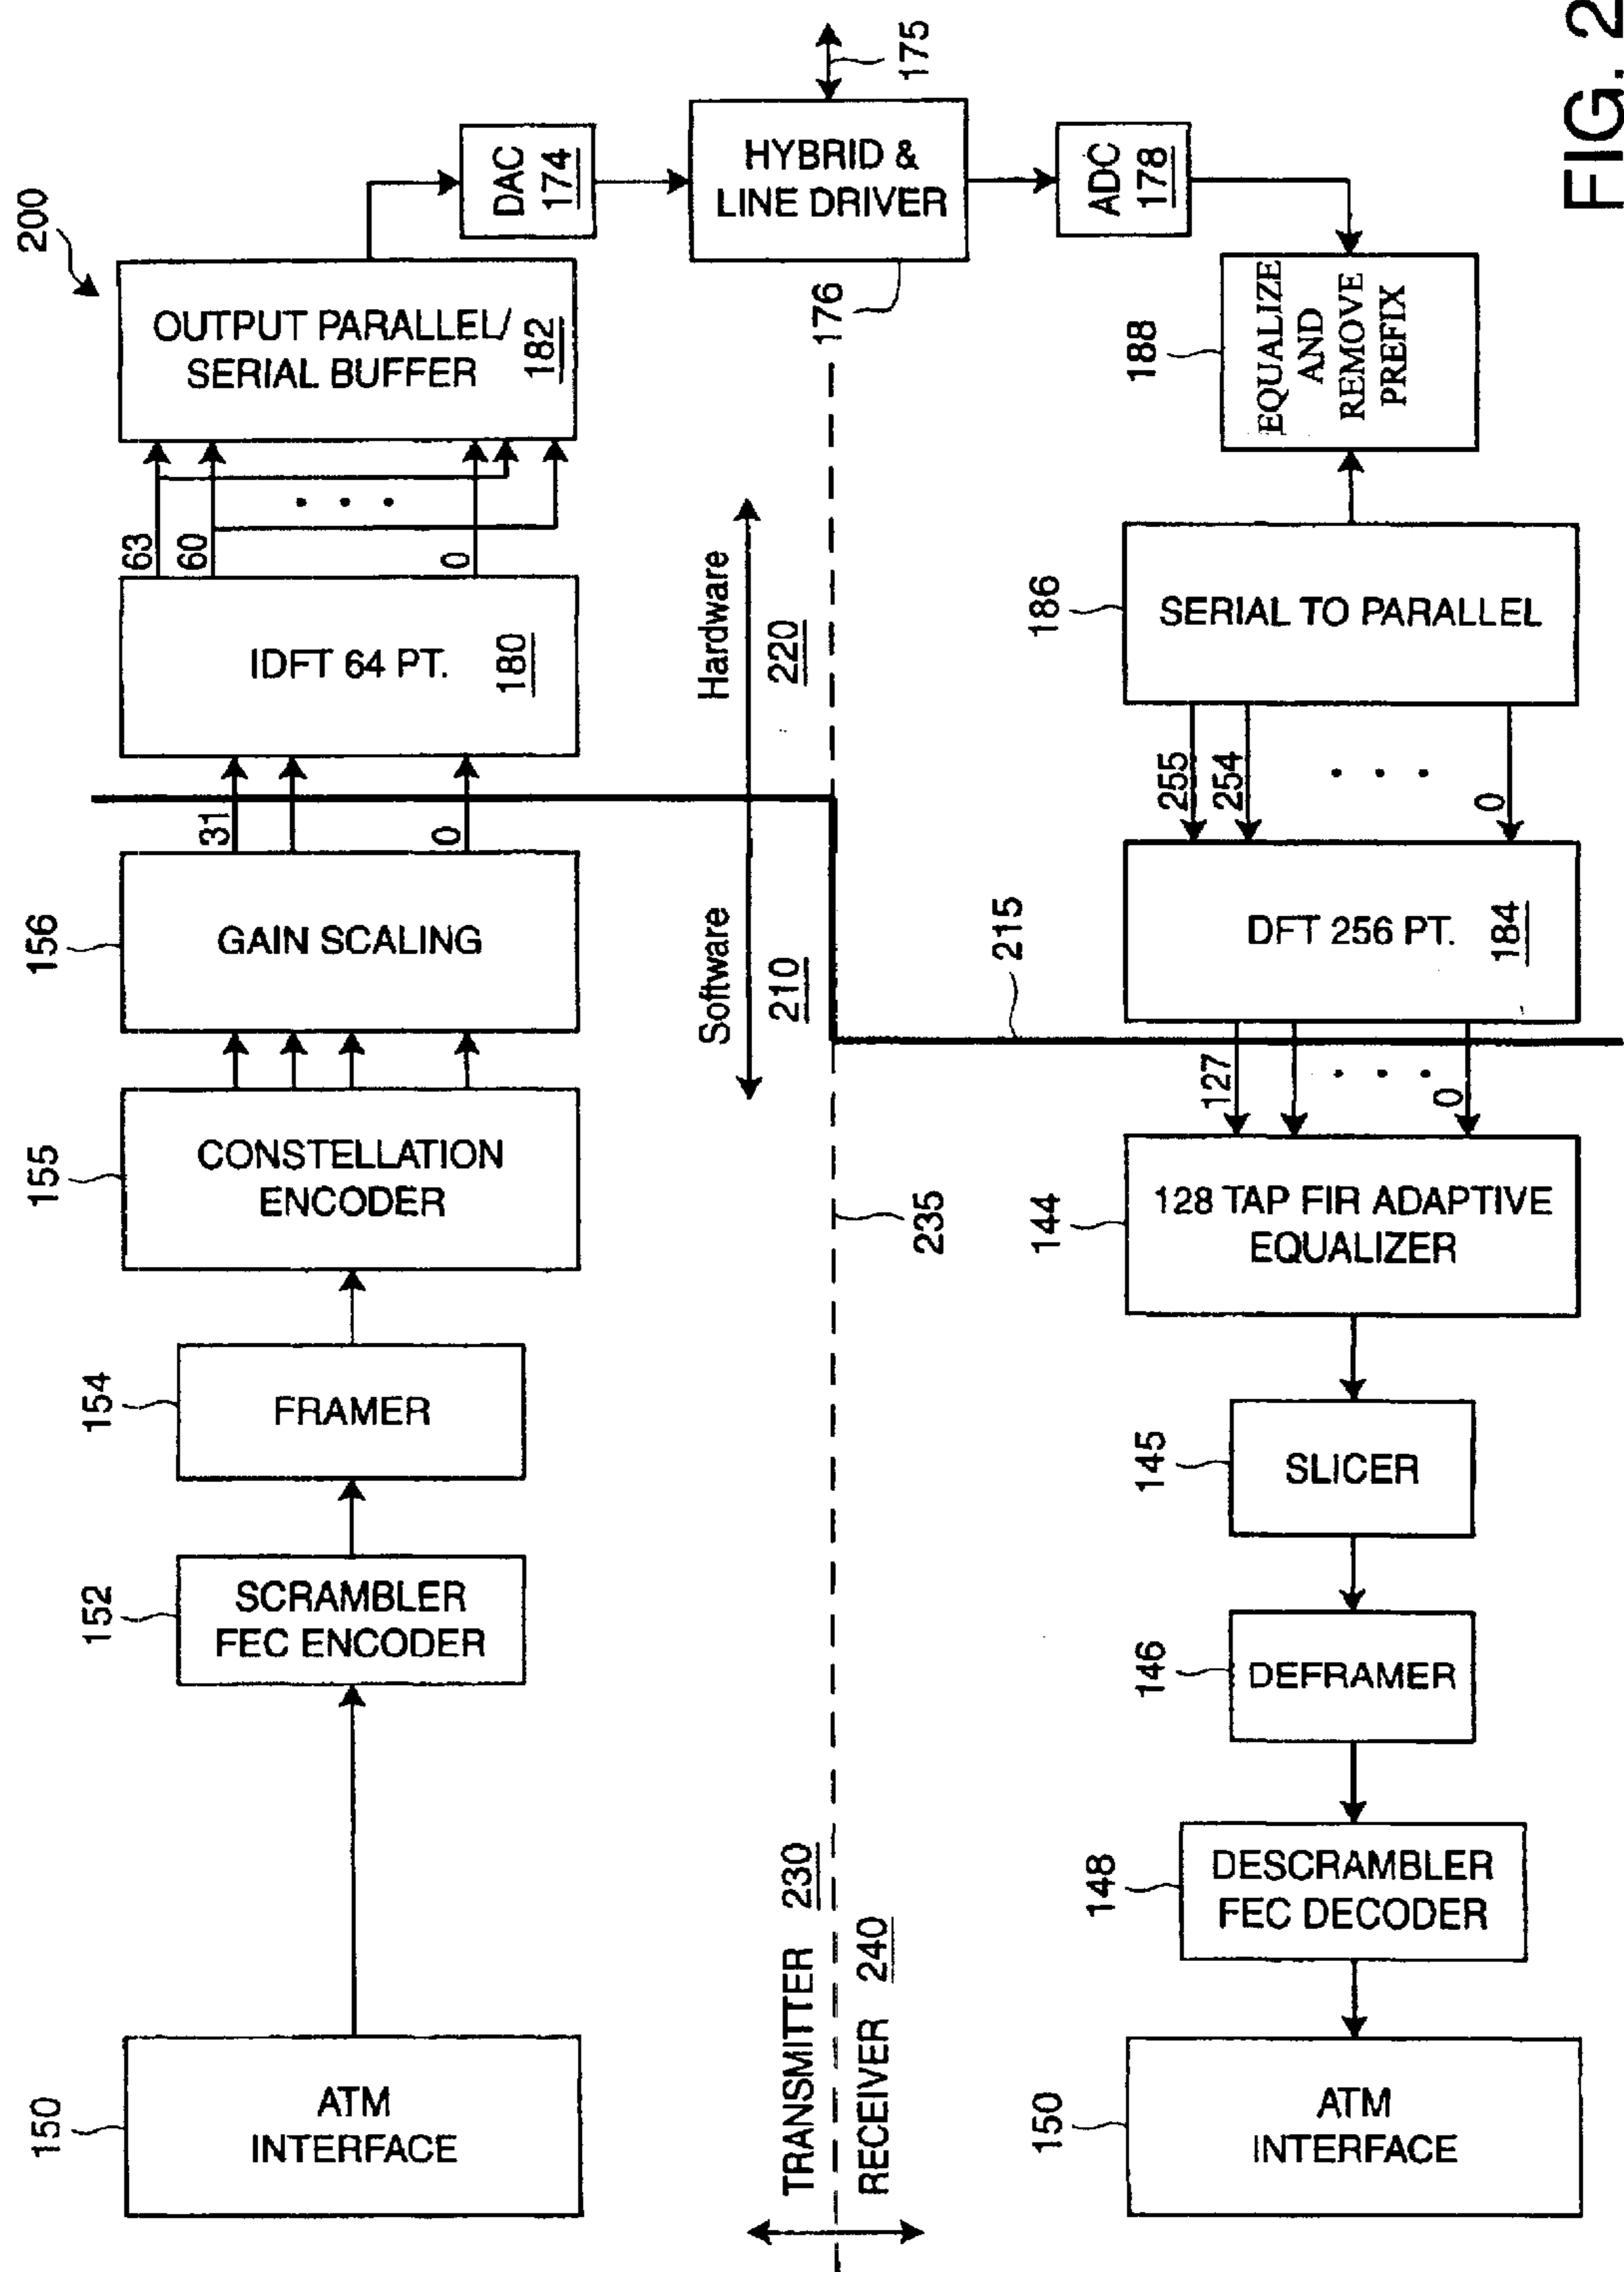 200
OUTPUT PARALLEL/
SERIAL BUFFER
182
63
60
0
IDFT 64 PT.
180
31
0
156
GAIN SCALING
155
CONSTELLATION
ENCODER
154
FRAMER
152
SCRAMBLER
FEC ENCODER
150
ATM
INTERFACE
DAC
174
HYBRID &
LINE DRIVER
175
176
ADC
178
Hardware
220
Software
210
215
235
TRANSMITTER 230
RECEIVER 240
188
EQUALIZE
AND
REMOVE
PREFIX
186
SERIAL TO PARALLEL
255
254
0
DFT 256 PT.
184
127
0
144
128 TAP FIR ADAPTIVE
EQUALIZER
145
SLICER
146
DEFRAMER
148
DESCRAMBLER
FEC DECODER
150
ATM
INTERFACE
FIG. 2